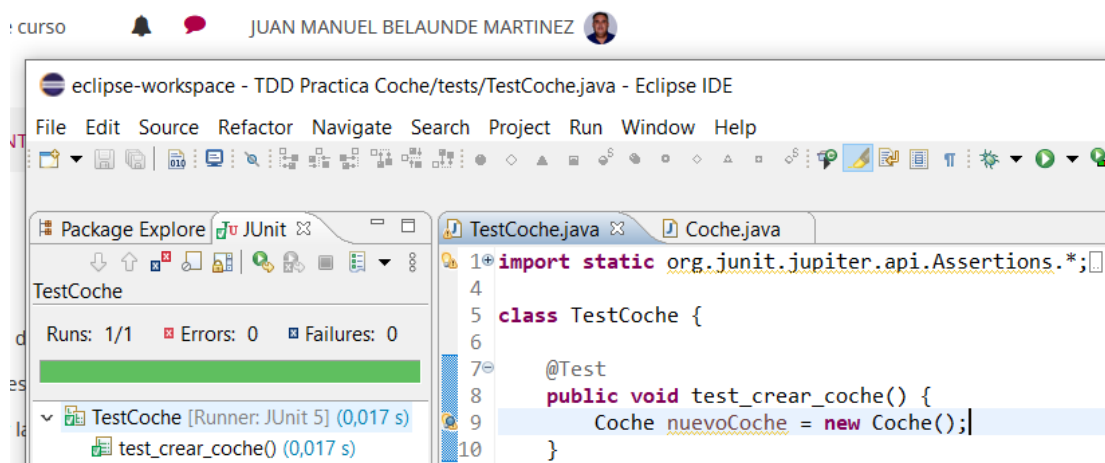 curso
JUAN MANUEL BELAUNDE MARTINEZ
eclipse-workspace - TDD Practica Coche/tests/TestCoche.java - Eclipse IDE
File Edit Source Refactor Navigate Search Project Run Window Help
Package Explore JUnit
TestCoche.java Coche.java
TestCoche
Runs: 1/1 Errors: 0 Failures: 0
TestCoche [Runner: JUnit 5] (0,017 s)
test_crear_coche() (0,017 s)
1 import static org.junit.jupiter.api.Assertions.*;
4
5 class TestCoche {
6
7 @Test
8 public void test_crear_coche() {
9 Coche nuevoCoche = new Coche();
10 }